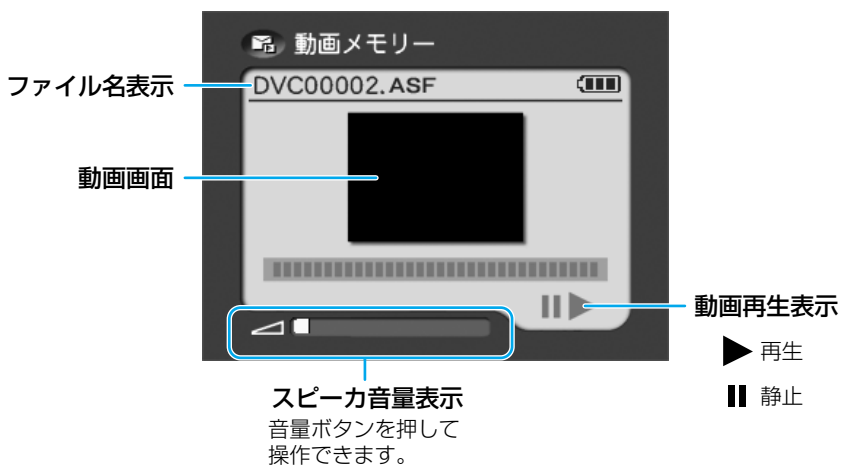 動画メモリー
ファイル名表示
DVC00002.ASF
動画画面
動画再生表示
再生
静止
スピーカ音量表示
音量ボタンを押して
操作できます。